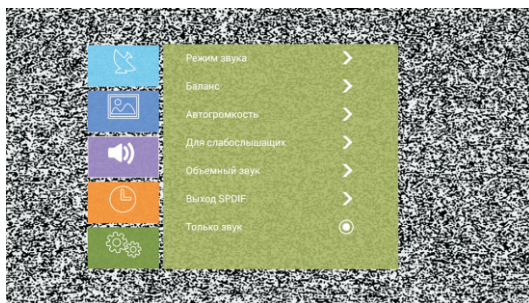 Режим звука
Баланс
Автогромкость
Для слабослышащих
Объемный звук
Выход SPDIF
Только звук